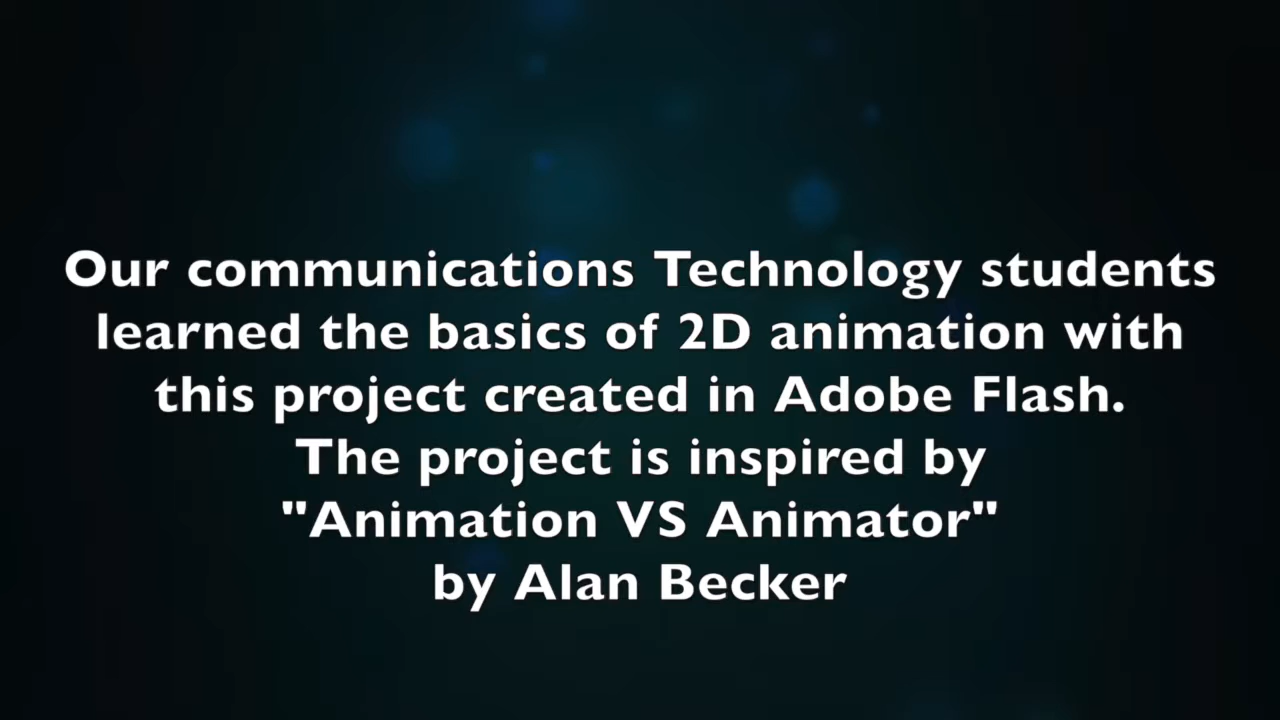 Our communications Technology students
learned the basics of 2D animation with
this project created in Adobe Flash.
The project is inspired by
"Animation VS Animator"
by Alan Becker